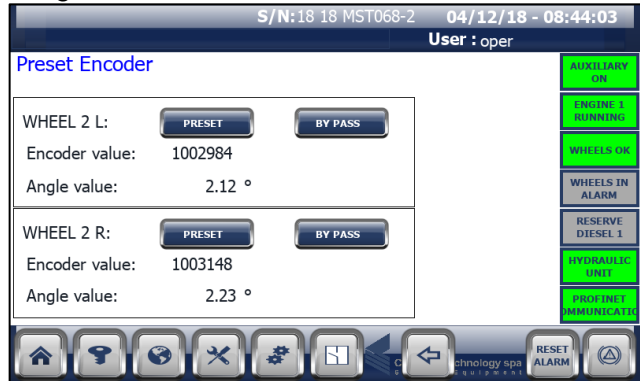 S/N:18 18 MST068-2 04/12/18 - 08:44:03
User : oper
Preset Encoder
WHEEL 2 L: PRESET BY PASS
Encoder value: 1002984
Angle value: 2.12 °
WHEEL 2 R: PRESET BY PASS
Encoder value: 1003148
Angle value: 2.23 °
AUXILIARY
ON
ENGINE 1
RUNNING
WHEELS OK
WHEELS IN
ALARM
RESERVE
DIESEL 1
HYDRAULIC
UNIT
PROFINET
OMMUNICATIO
chnology spa
RESET
ALARM